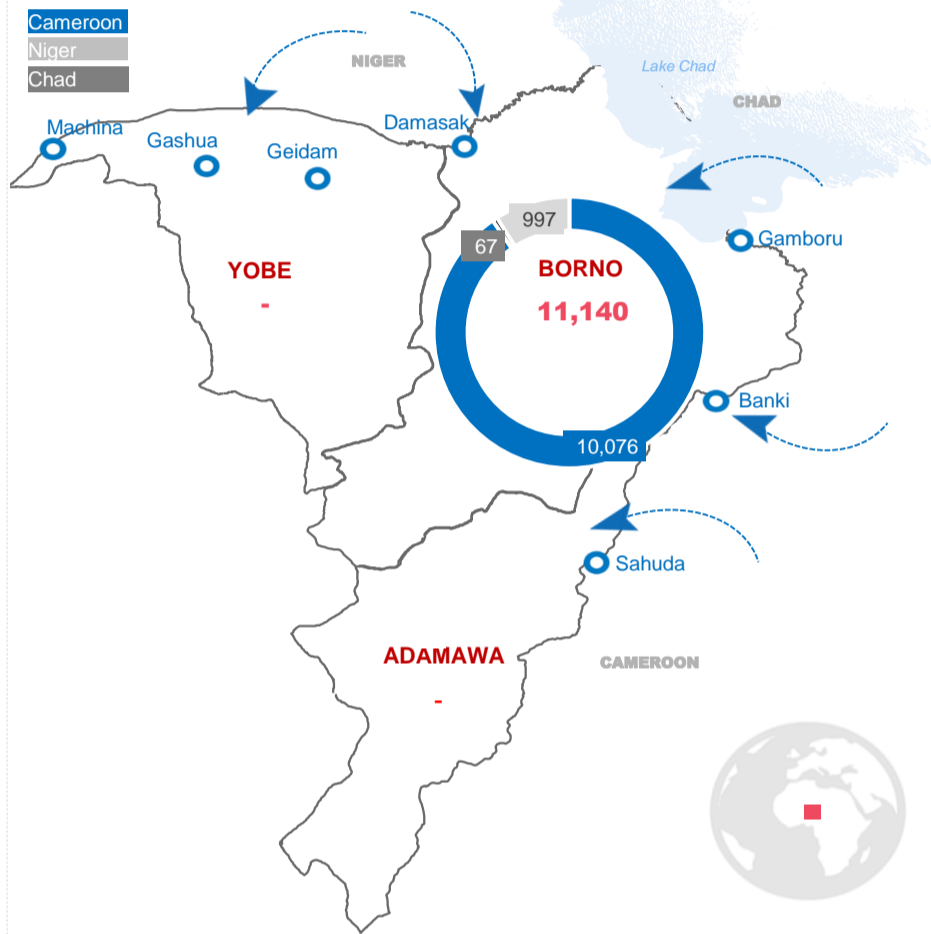 Cameroon
Niger
Chad
NIGER
Lake Chad
CHAD
Machina
Gashua
Geidam
Damasak
997
67
Gamboru
YOBE
-
BORNO
11,140
Banki
10,076
Sahuda
ADAMAWA
-
CAMEROON